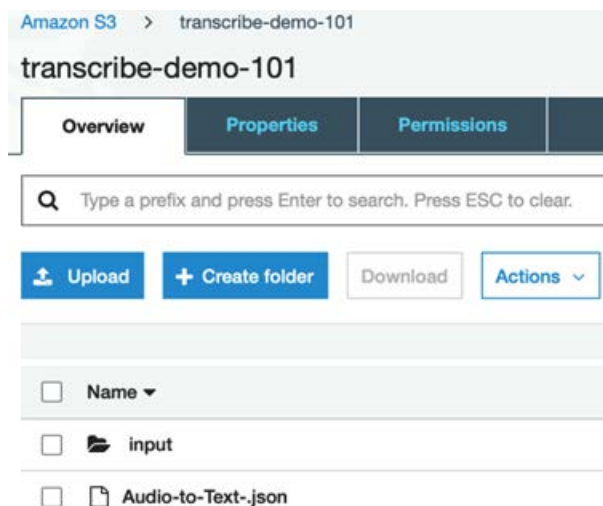 Amazon S3 > transcribe-demo-101
transcribe-demo-101
Overview Properties Permissions
Type a prefix and press Enter to search. Press ESC to clear.
Upload + Create folder Download Actions
Name
input
Audio-to-Text-.json